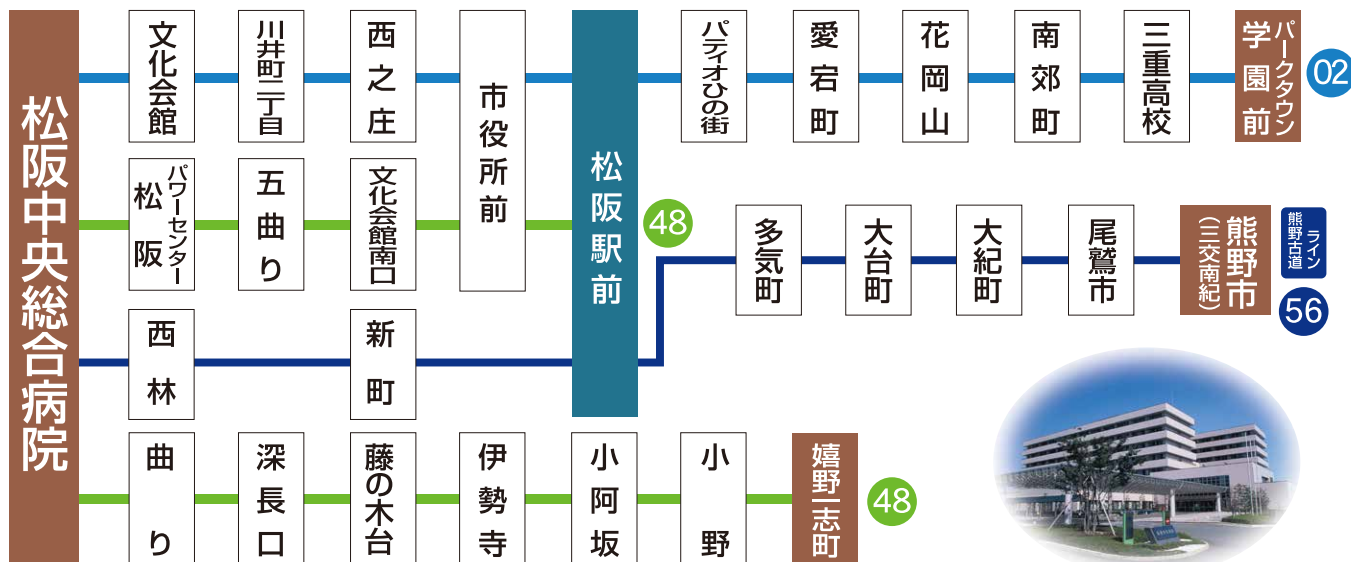 松阪中央総合病院
文化会館
川井町二丁目
西之庄
市役所前
松阪駅前
パティオひの街
愛宕町
花岡山
南郊町
三重高校
パークタウン
学園前
02
パワーセンター
松阪
五曲り
文化会館南口
48
西林
新町
多気町
大台町
大紀町
尾鷲市
熊野市
(三交南紀)
熊野古道
ライン
56
曲り
深長口
藤の木台
伊勢寺
小阿坂
小野
嬉野一志町
48